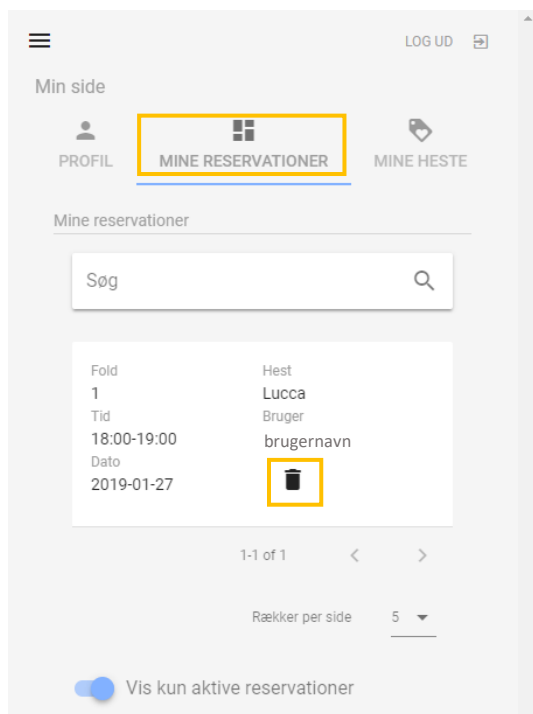 LOG UD
Min side
PROFIL MINE RESERVATIONER MINE HESTE
Mine reservationer
Søg
Fold Hest
1 Lucca
Tid Bruger
18:00-19:00 brugernavn
Dato
2019-01-27
1-1 of 1
Rækker per side 5
Vis kun aktive reservationer